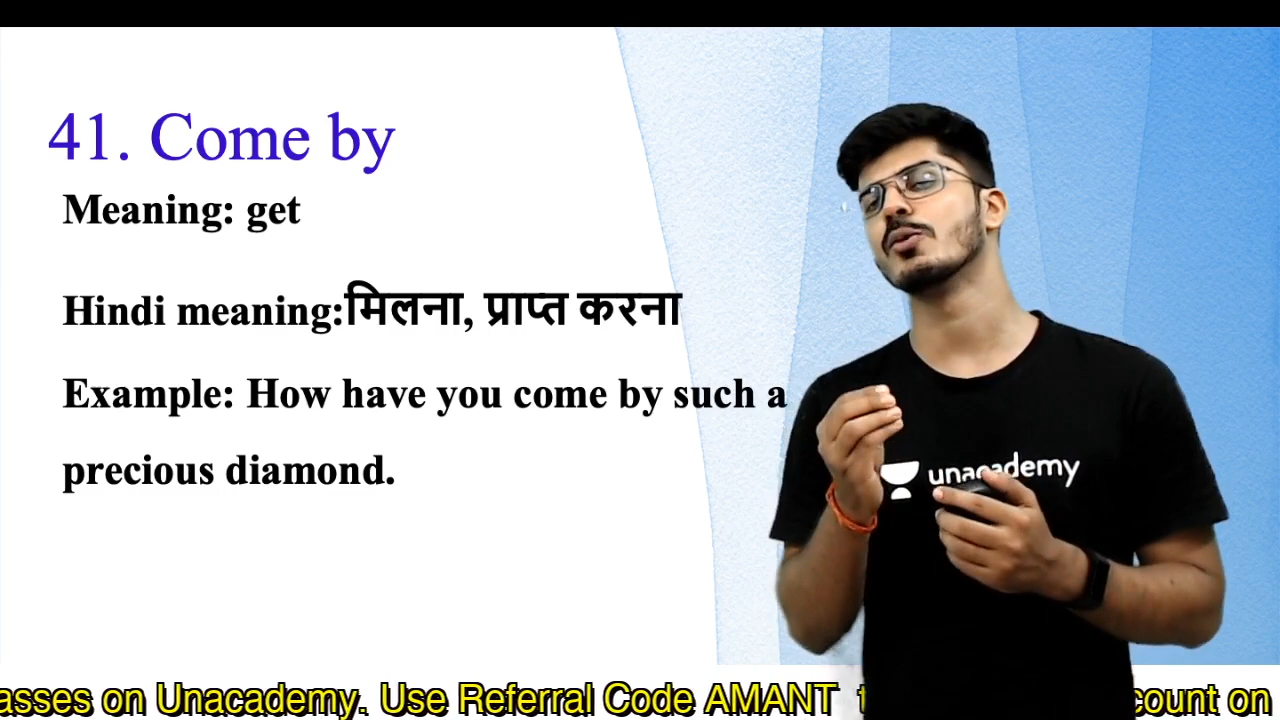 41. Come by
Meaning: get
Hindi meaning:मिलना, प्राप्त करना
Example: How have you come by such a
precious diamond.
unacademy
asses on Unacademy. Use Referral Code AMANT t count on